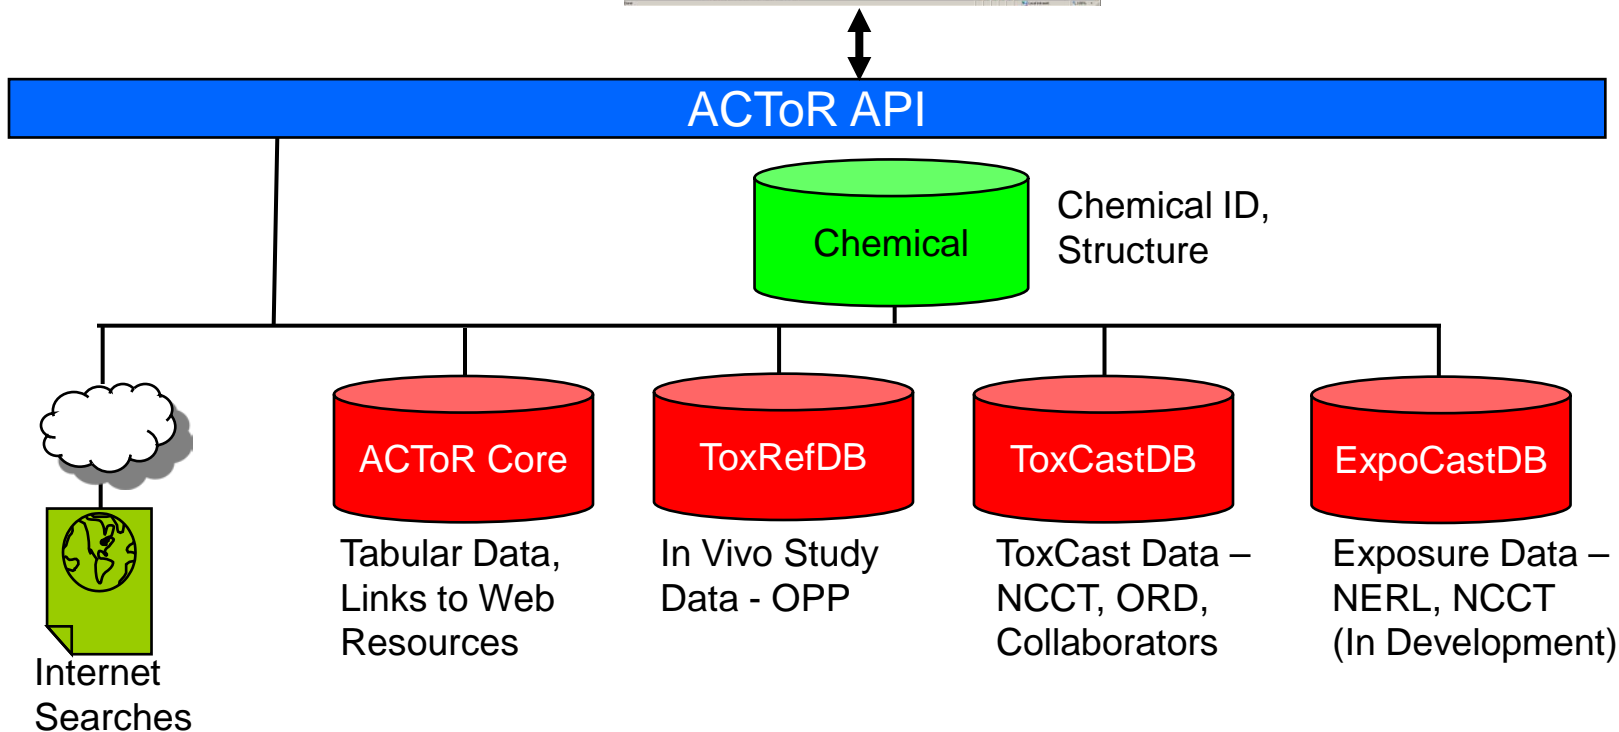 ACToR API
Chemical
Chemical ID,
Structure
ACToR Core
ToxRefDB
ToxCastDB
ExpoCastDB
Internet
Searches
Tabular Data,
Links to Web
Resources
In Vivo Study
Data - OPP
ToxCast Data –
NCCT, ORD,
Collaborators
Exposure Data –
NERL, NCCT
(In Development)